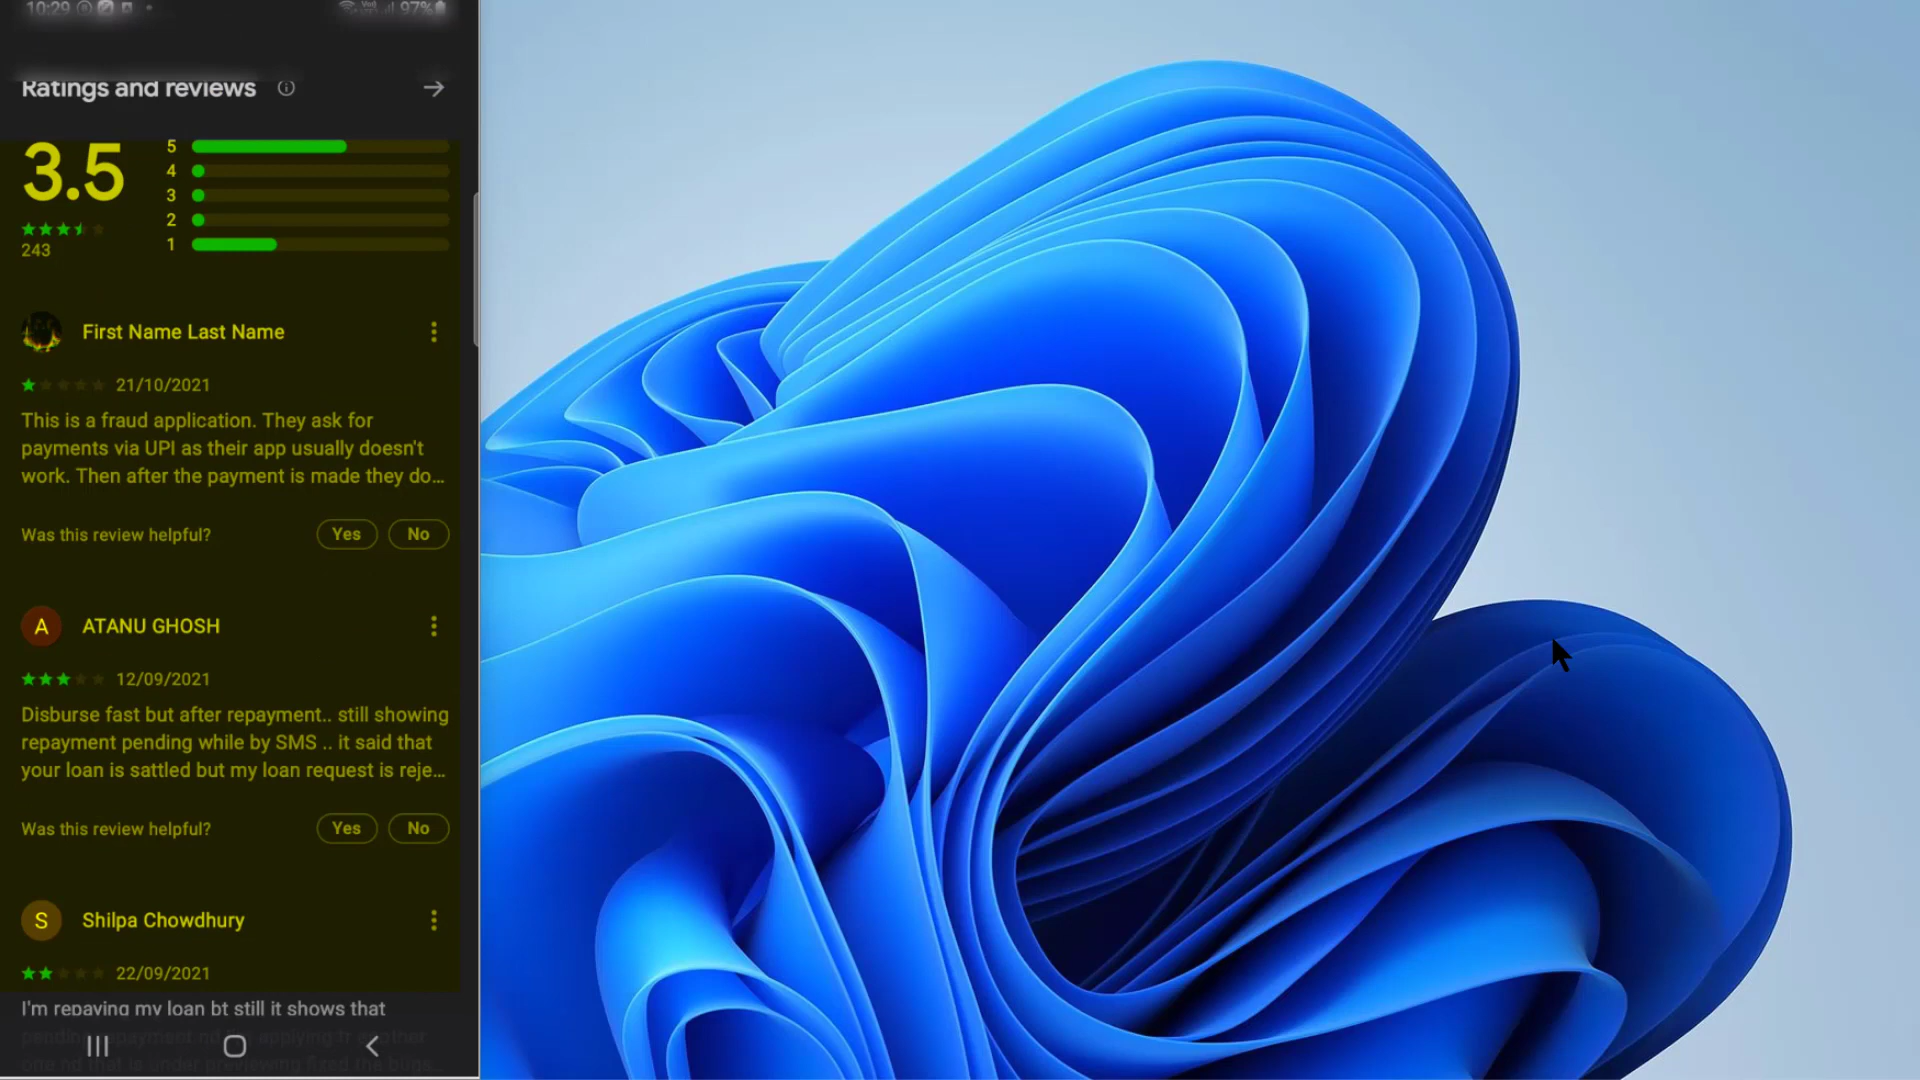 10:29 97%
Ratings and reviews
5
3.5
4
3
2
243
1
First Name Last Name
21/10/2021
This is a fraud application. They ask for
payments via UPI as their app usually doesn't
work. Then after the payment is made they do...
Was this review helpful? Yes No
A ATANU GHOSH
12/09/2021
Disburse fast but after repayment.. still showing
repayment pending while by SMS .. it said that
your loan is sattled but my loan request is reje...
Was this review helpful? Yes No
S Shilpa Chowdhury
22/09/2021
I'm repaying my loan bt still it shows that